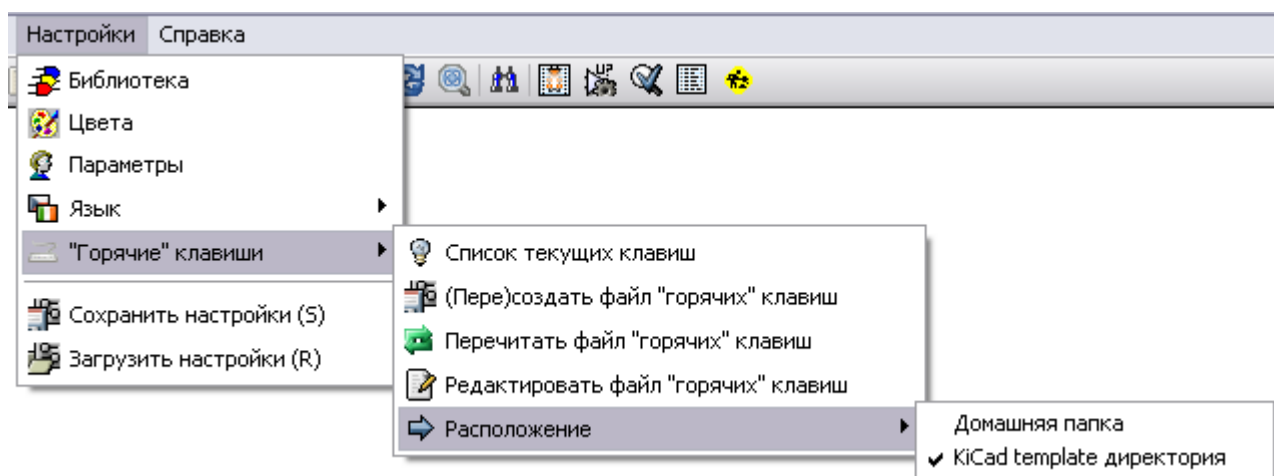 Настройки Справка
Библиотека
Цвета
Параметры
Язык
"Горячие" клавиши
Сохранить настройки (S)
Загрузить настройки (R)
Список текущих клавиш
(Пере)создать файл "горячих" клавиш
Перечитать файл "горячих" клавиш
Редактировать файл "горячих" клавиш
Расположение
Домашняя папка
KiCad template директория